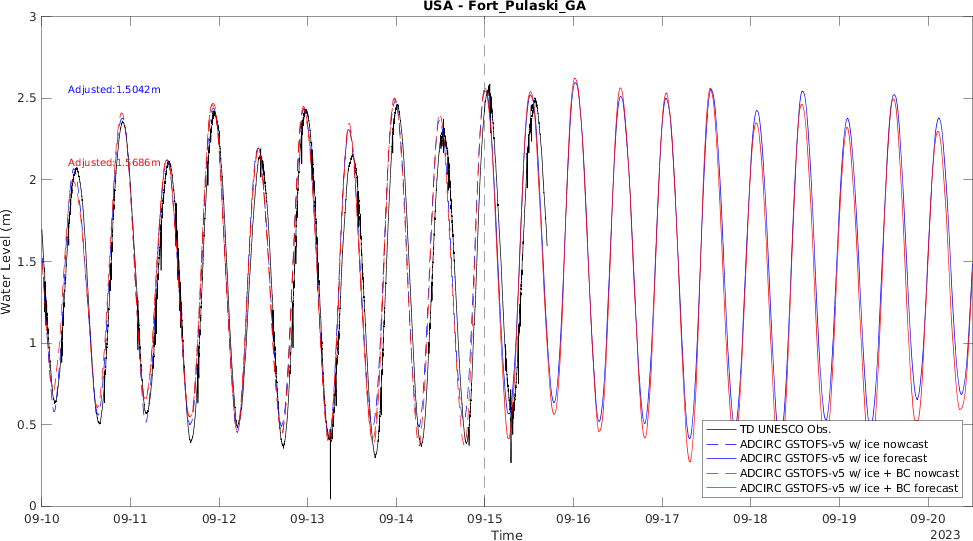 USA - Fort_Pulaski_GA
Water Level (m)
3
2.5
2
1.5
1
0.5
0
Adjusted:1.5042m
Adjusted:1.5686m
TD UNESCO Obs.
ADCIRC GSTOFS-v5 w/ ice nowcast
ADCIRC GSTOFS-v5 w/ ice forecast
ADCIRC GSTOFS-v5 w/ ice + BC nowcast
ADCIRC GSTOFS-v5 w/ ice + BC forecast
09-10 09-11 09-12 09-13 09-14 09-15 09-16 09-17 09-18 09-19 09-20
Time
2023